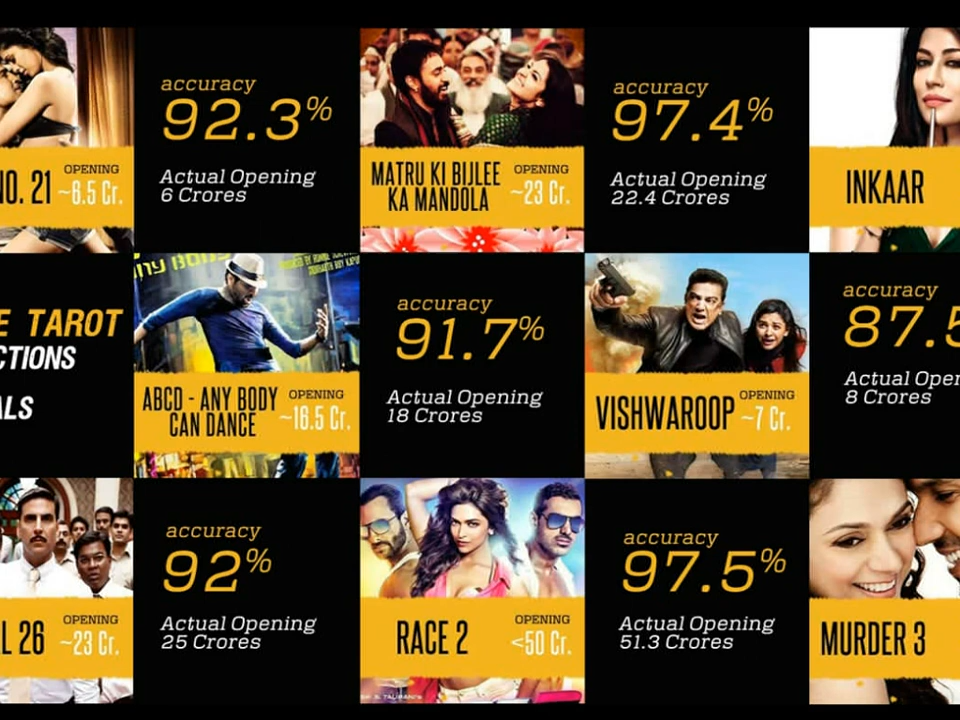 NO. 21
OPENING
~6.5 Cr.
accuracy
92.3%
Actual Opening
6 Crores
MATRU KI BIJLEE
KA MANDOLA
OPENING
~23 Cr.
accuracy
97.4%
Actual Opening
22.4 Crores
INKAAR
E TAROT
CTIONS
ALS
ABCD - ANY BODY
CAN DANCE
OPENING
~16.5 Cr.
accuracy
91.7%
Actual Opening
18 Crores
VISHWAROOP
OPENING
~7 Cr.
accuracy
87.5
Actual Oper
8 Crores
L 26
OPENING
~23 Cr.
accuracy
92%
Actual Opening
25 Crores
RACE 2
OPENING
<50 Cr.
accuracy
97.5%
Actual Opening
51.3 Crores
MURDER 3